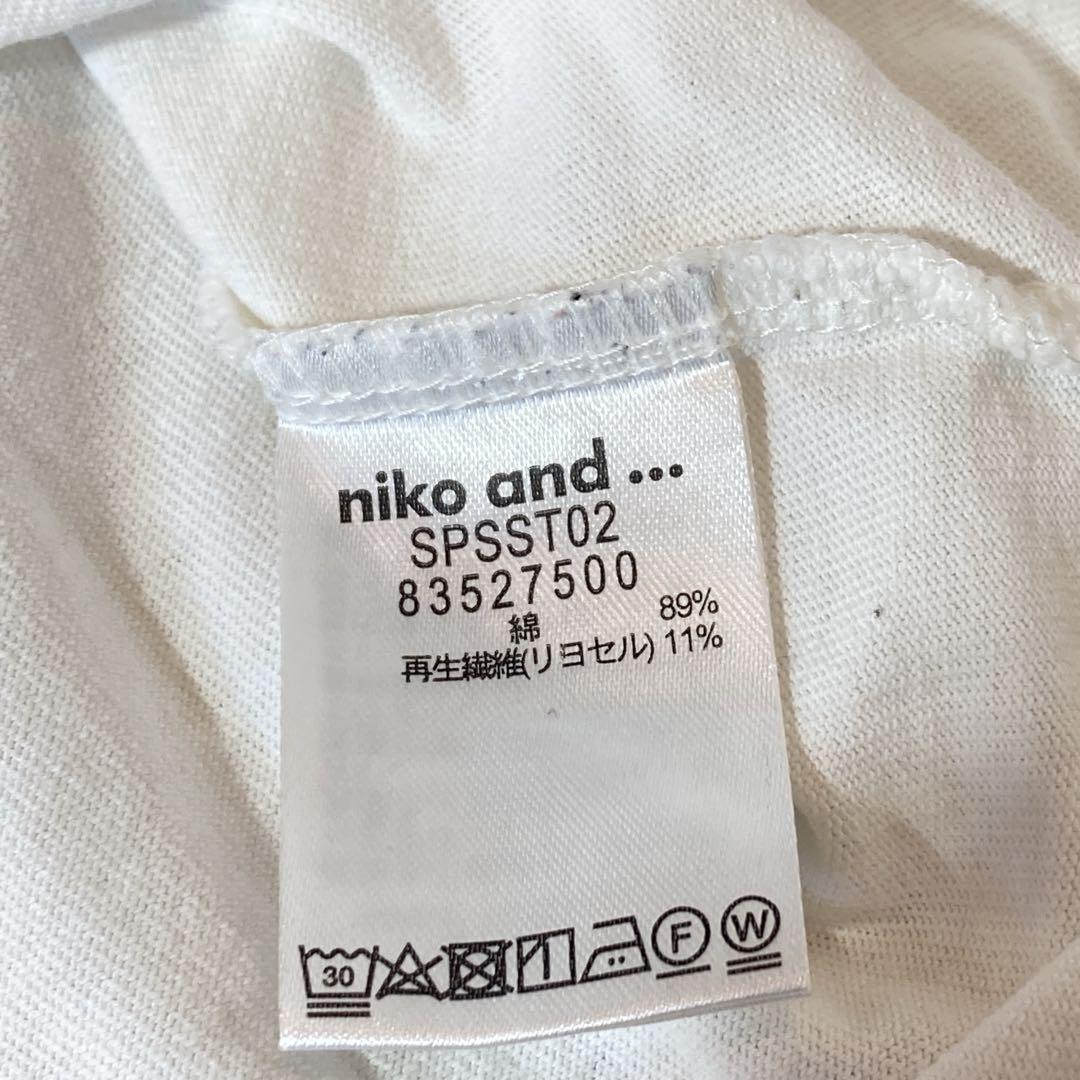 niko and ...
SPSST02
83527500
綿 89%
再生繊維(リヨセル) 11%
30 F W